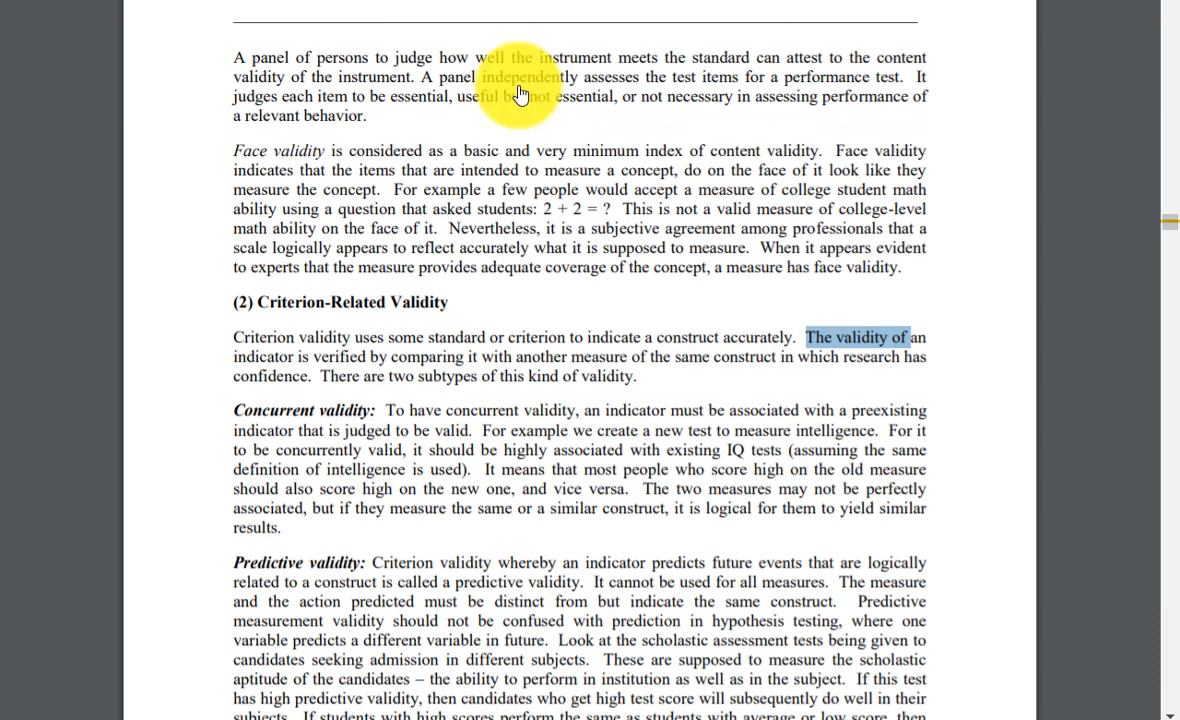 A panel of persons to judge how well the instrument meets the standard can attest to the content
validity of the instrument. A panel independently assesses the test items for a performance test. It
judges each item to be essential, useful but not essential, or not necessary in assessing performance of
a relevant behavior.
Face validity is considered as a basic and very minimum index of content validity. Face validity
indicates that the items that are intended to measure a concept, do on the face of it look like they
measure the concept. For example a few people would accept a measure of college student math
ability using a question that asked students: 2 + 2 = ? This is not a valid measure of college-level
math ability on the face of it. Nevertheless, it is a subjective agreement among professionals that a
scale logically appears to reflect accurately what it is supposed to measure. When it appears evident
to experts that the measure provides adequate coverage of the concept, a measure has face validity.
(2) Criterion-Related Validity
Criterion validity uses some standard or criterion to indicate a construct accurately. The validity of an
indicator is verified by comparing it with another measure of the same construct in which research has
confidence. There are two subtypes of this kind of validity.
Concurrent validity: To have concurrent validity, an indicator must be associated with a preexisting
indicator that is judged to be valid. For example we create a new test to measure intelligence. For it
to be concurrently valid, it should be highly associated with existing IQ tests (assuming the same
definition of intelligence is used). It means that most people who score high on the old measure
should also score high on the new one, and vice versa. The two measures may not be perfectly
associated, but if they measure the same or a similar construct, it is logical for them to yield similar
results.
Predictive validity: Criterion validity whereby an indicator predicts future events that are logically
related to a construct is called a predictive validity. It cannot be used for all measures. The measure
and the action predicted must be distinct from but indicate the same construct. Predictive
measurement validity should not be confused with prediction in hypothesis testing, where one
variable predicts a different variable in future. Look at the scholastic assessment tests being given to
candidates seeking admission in different subjects. These are supposed to measure the scholastic
aptitude of the candidates – the ability to perform in institution as well as in the subject. If this test
has high predictive validity, then candidates who get high test score will subsequently do well in their
subjects. If students with high scores perform the same as students with average or low score, then